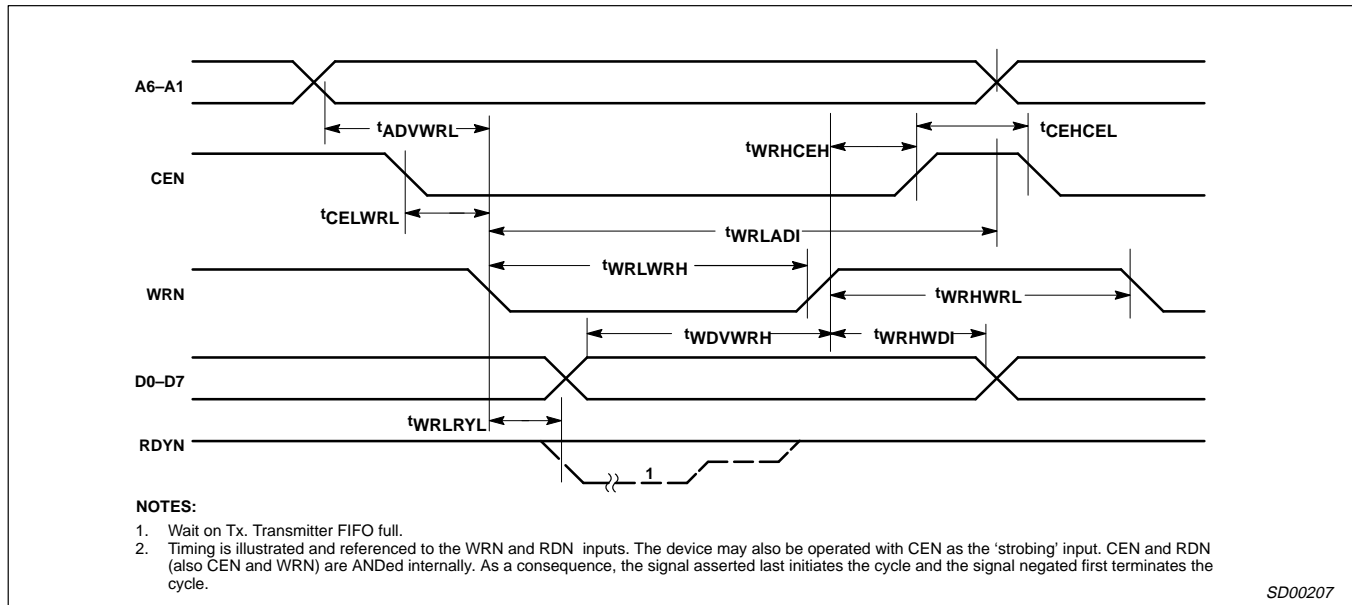 A6–A1
tADVWRL
tCEHCEL
tWRHCEH
CEN
tCELWRL
tWRLADI
tWRLWRH
WRN
tWRHWRL
tWDVWRH
tWRHWDI
D0–D7
tWRLRYL
RDYN
1
NOTES:
1. Wait on Tx. Transmitter FIFO full.
2. Timing is illustrated and referenced to the WRN and RDN inputs. The device may also be operated with CEN as the ‘strobing’ input. CEN and RDN
(also CEN and WRN) are ANDed internally. As a consequence, the signal asserted last initiates the cycle and the signal negated first terminates the
cycle.
SD00207